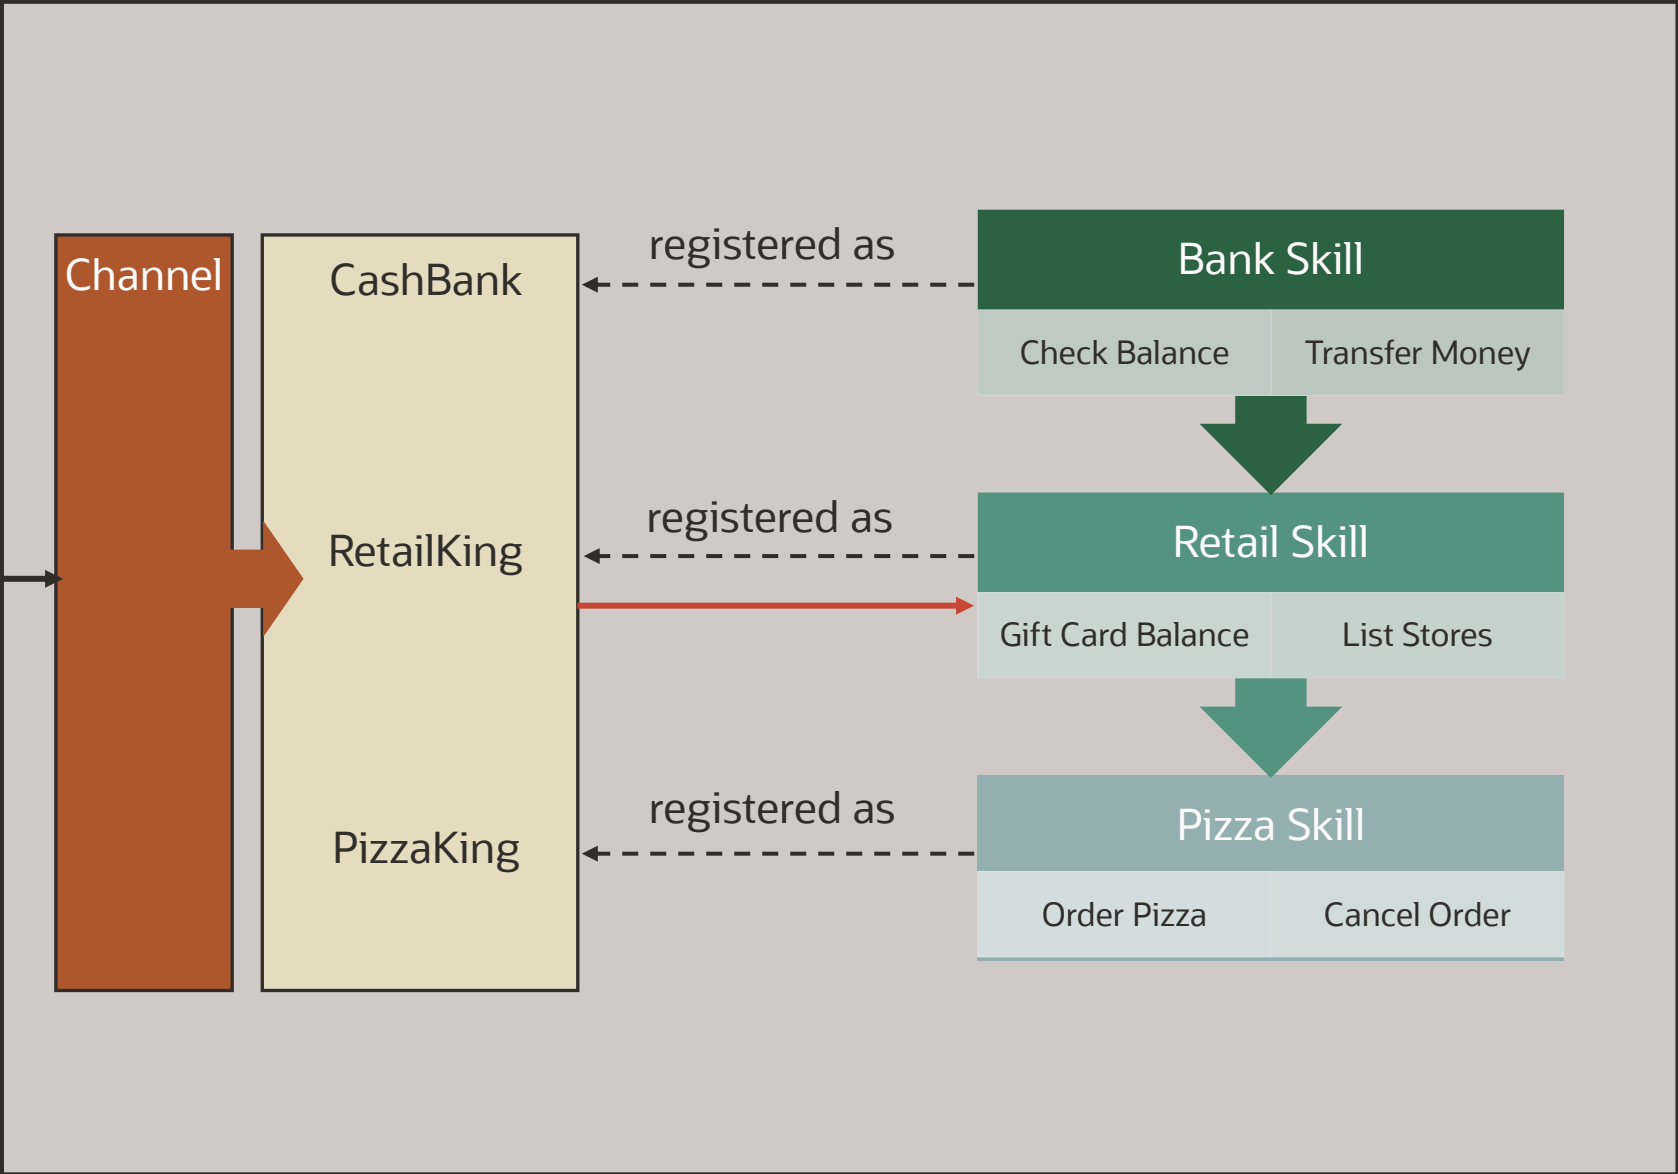 Channel
CashBank
registered as
Bank Skill
Check Balance
Transfer Money
RetailKing
registered as
Retail Skill
Gift Card Balance
List Stores
PizzaKing
registered as
Pizza Skill
Order Pizza
Cancel Order